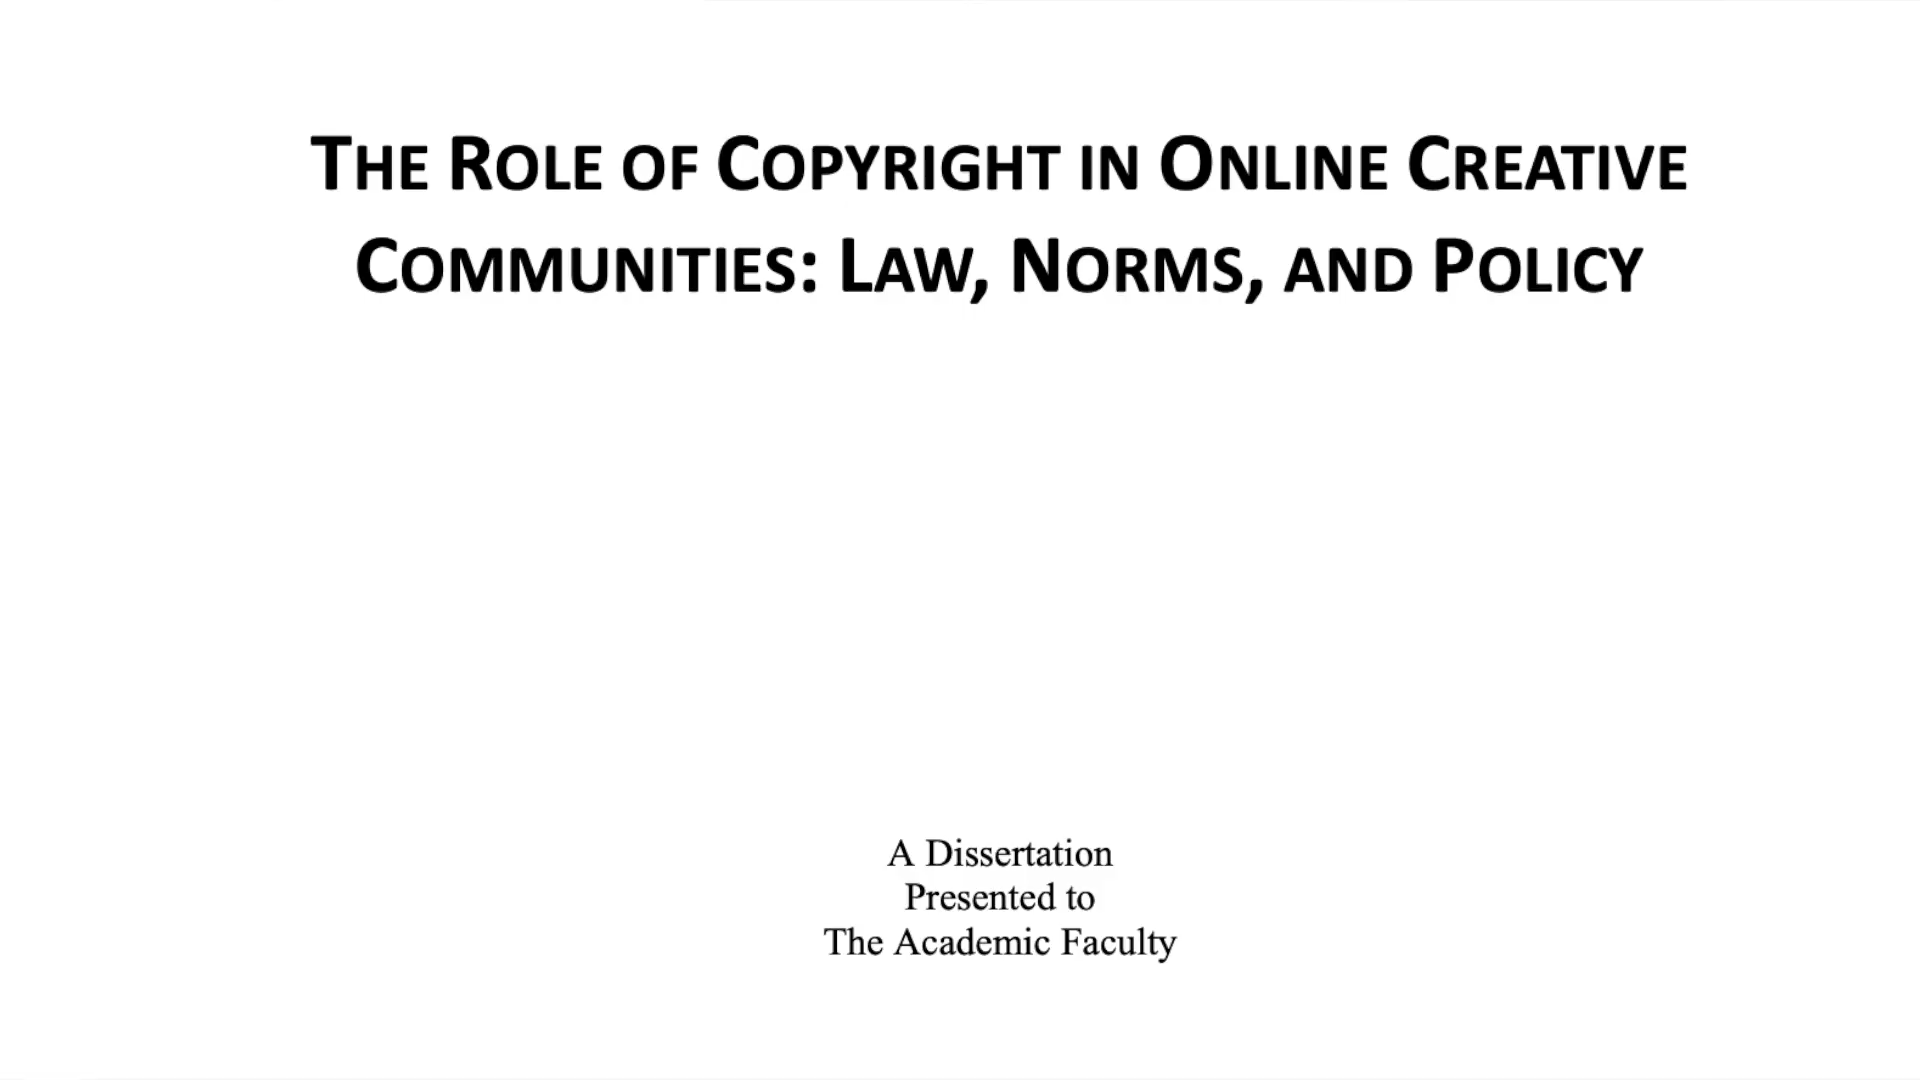 THE ROLE OF COPYRIGHT IN ONLINE CREATIVE
COMMUNITIES: LAW, NORMS, AND POLICY
A Dissertation
Presented to
The Academic Faculty